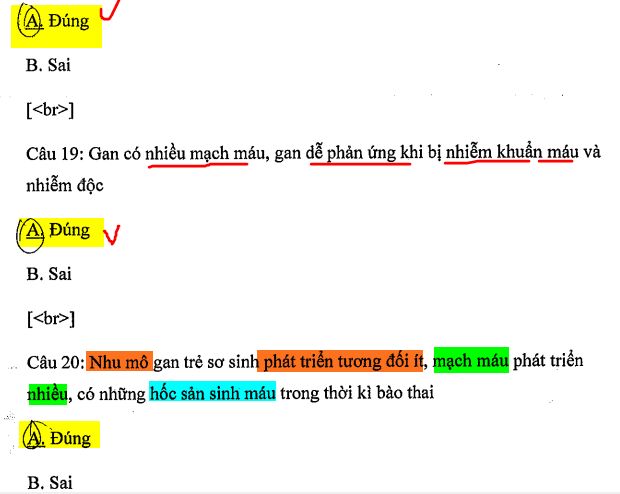 A. Đúng
B. Sai
[<br>]
Câu 19: Gan có nhiều mạch máu, gan dễ phản ứng khi bị nhiễm khuẩn máu và
nhiễm độc
A. Đúng
B. Sai
[<br>]
Câu 20: Nhu mô gan trẻ sơ sinh phát triển tương đối ít, mạch máu phát triển
nhiều, có những hốc sản sinh máu trong thời kì bào thai
A. Đúng
B. Sai